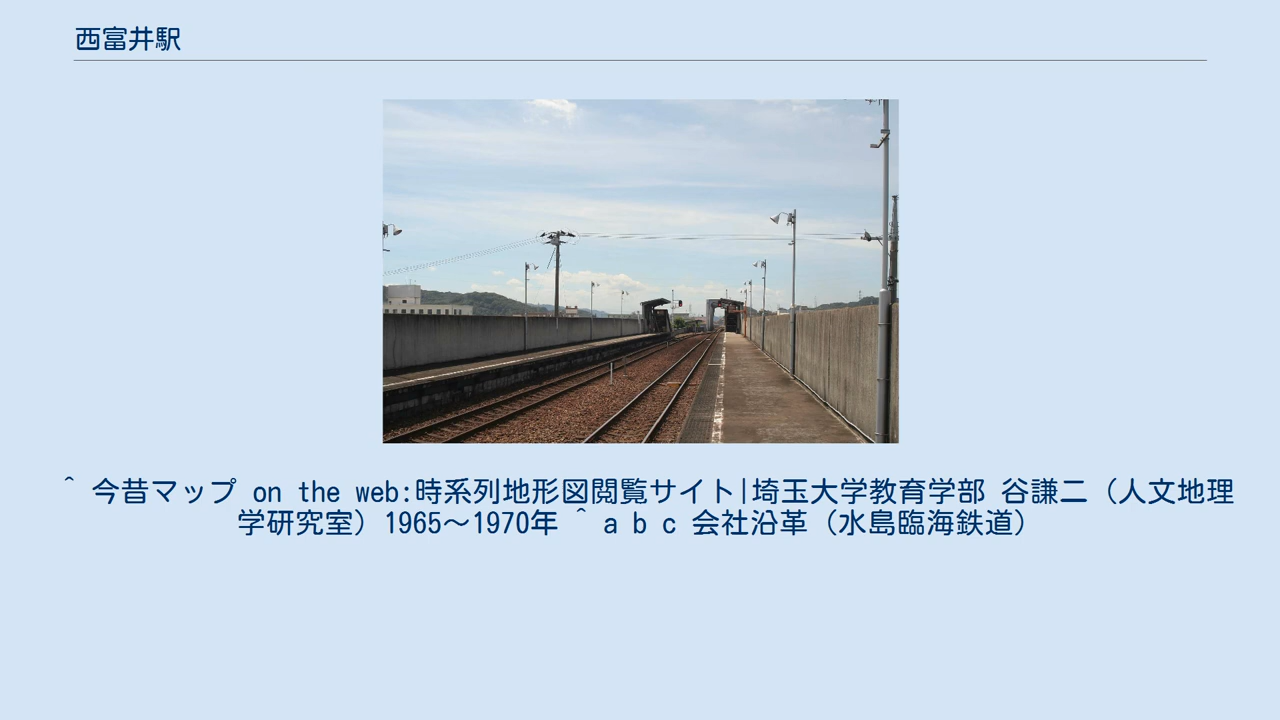 西富井駅
^ 今昔マップ on the web:時系列地形図閲覧サイト|埼玉大学教育学部 谷謙二（人文地理
学研究室）1965～1970年 ^ a b c 会社沿革（水島臨海鉄道）